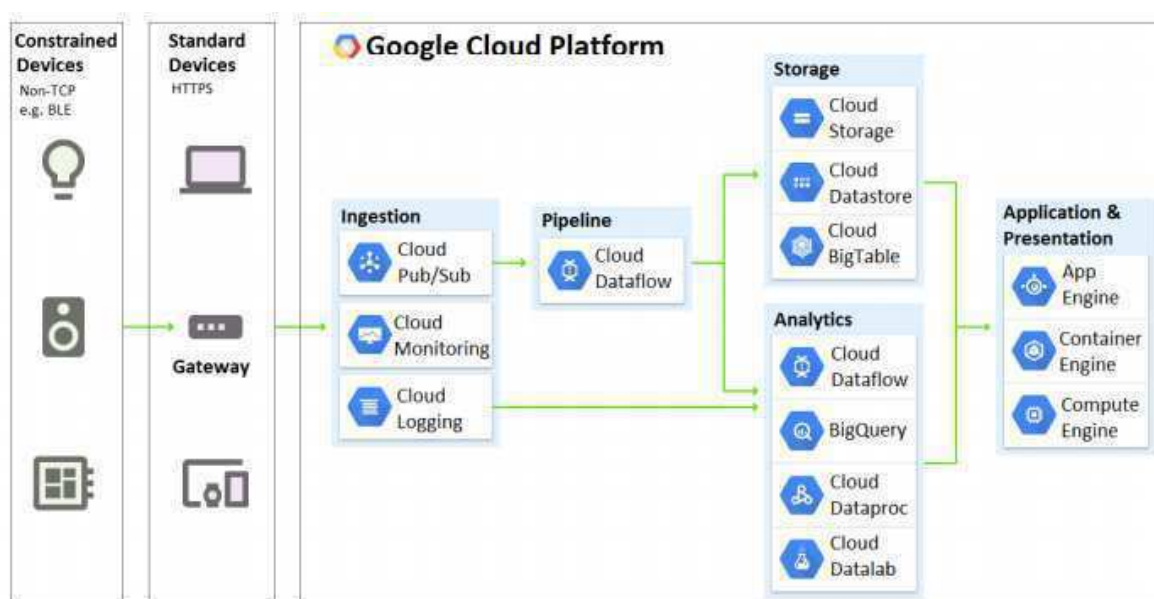 Constrained
Devices
Non-TCP
e.g. BLE
Standard
Devices
HTTPS
Gateway
Google Cloud Platform
Ingestion
Cloud
Pub/Sub
Cloud
Monitoring
Cloud
Logging
Pipeline
Cloud
Dataflow
Storage
Cloud
Storage
Cloud
Datastore
Cloud
BigTable
Analytics
Cloud
Dataflow
BigQuery
Cloud
Dataproc
Cloud
Datalab
Application &
Presentation
App
Engine
Container
Engine
Compute
Engine